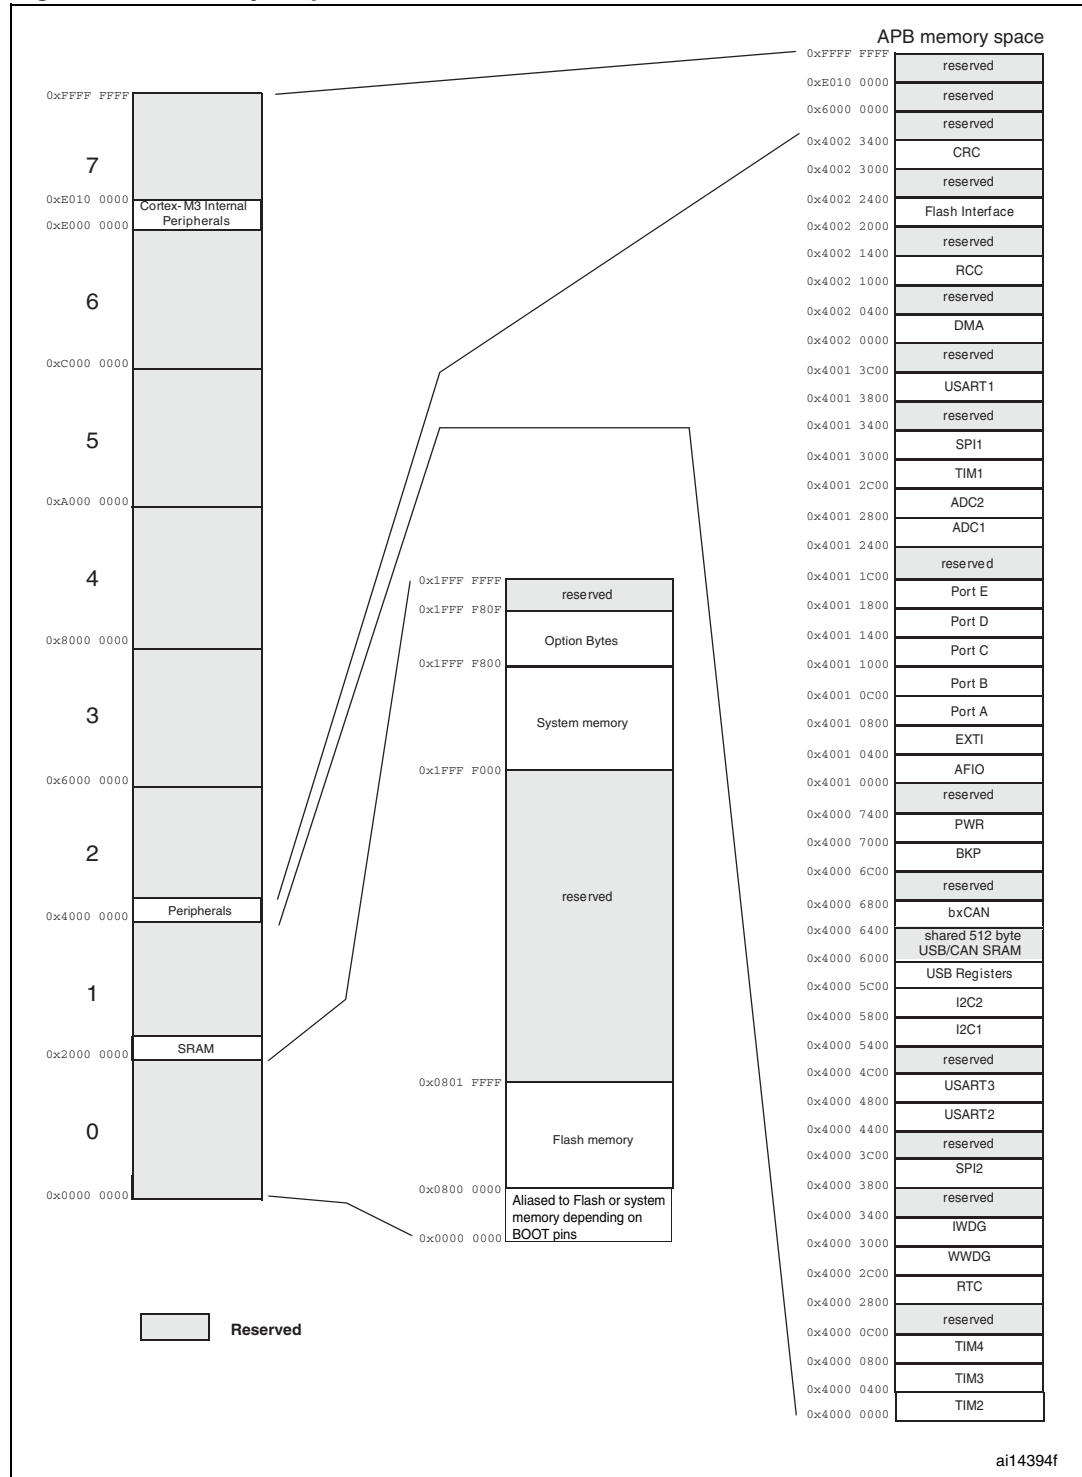 0xFFFF FFFF
7
0xE010 0000
Cortex-M3 Internal
Peripherals
0xE000 0000
6
0xC000 0000
5
0xA000 0000
4
0x8000 0000
3
0x6000 0000
2
0x4000 0000
Peripherals
1
0x2000 0000
SRAM
0
0x0000 0000
Reserved
0x1FFF FFFF
reserved
0x1FFF F80F
Option Bytes
0x1FFF F800
System memory
0x1FFF F000
reserved
0x0801 FFFF
Flash memory
0x0800 0000
Aliased to Flash or system
memory depending on
BOOT pins
0x0000 0000
APB memory space
0xFFFF FFFF
reserved
0xE010 0000
reserved
0x6000 0000
reserved
0x4002 3400
CRC
0x4002 3000
reserved
0x4002 2400
Flash Interface
0x4002 2000
reserved
0x4002 1400
RCC
0x4002 1000
reserved
0x4002 0400
DMA
0x4002 0000
reserved
0x4001 3C00
USART1
0x4001 3800
reserved
0x4001 3400
SPI1
0x4001 3000
TIM1
0x4001 2C00
ADC2
0x4001 2800
ADC1
0x4001 2400
reserved
0x4001 1C00
Port E
0x4001 1800
Port D
0x4001 1400
Port C
0x4001 1000
Port B
0x4001 0C00
Port A
0x4001 0800
EXTI
0x4001 0400
AFIO
0x4001 0000
reserved
0x4000 7400
PWR
0x4000 7000
BKP
0x4000 6C00
reserved
0x4000 6800
bxCAN
0x4000 6400
shared 512 byte
USB/CAN SRAM
0x4000 6000
USB Registers
0x4000 5C00
I2C2
0x4000 5800
I2C1
0x4000 5400
reserved
0x4000 4C00
USART3
0x4000 4800
USART2
0x4000 4400
reserved
0x4000 3C00
SPI2
0x4000 3800
reserved
0x4000 3400
IWDG
0x4000 3000
WWDG
0x4000 2C00
RTC
0x4000 2800
reserved
0x4000 0C00
TIM4
0x4000 0800
TIM3
0x4000 0400
TIM2
0x4000 0000
ai14394f